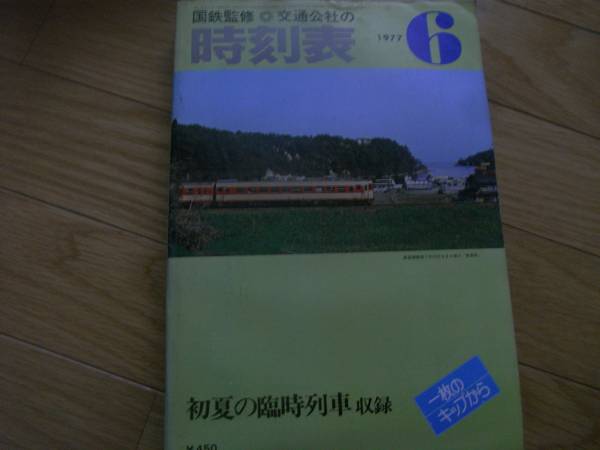 国鉄監修 ◎ 交通公社の
時刻表
1977
6
初夏の臨時列車 収録
一枚の
キップから
¥450